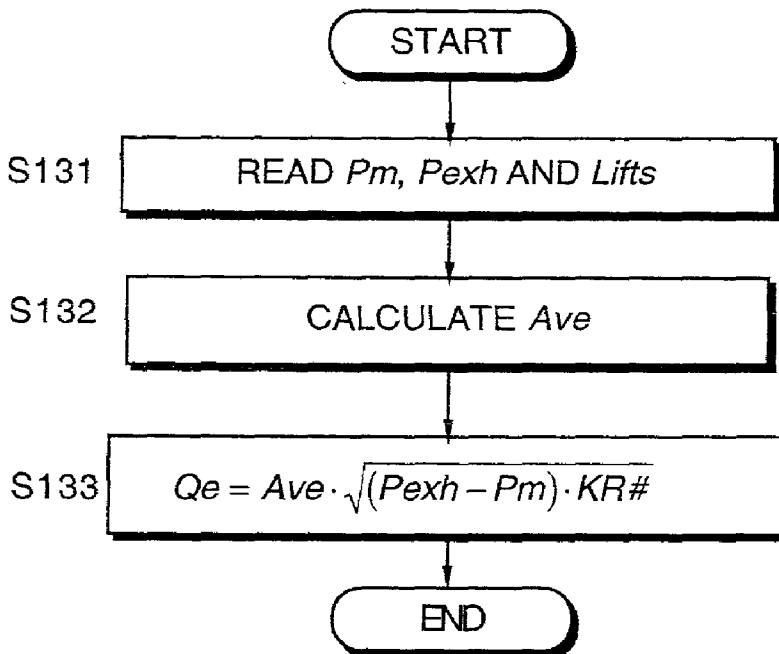 START
S131 READ Pm, Pexh AND Lifts
S132 CALCULATE Ave
S133 Qe = Ave · √(Pexh – Pm) · KR#
END